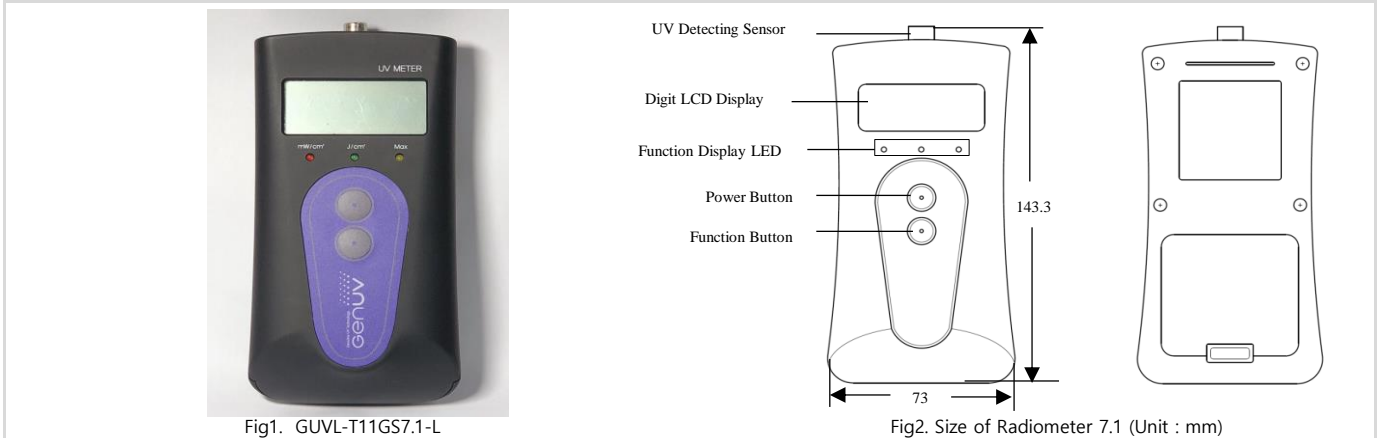 UV METER
mW/cm² J/cm² Max
GenUV
Fig1. GUVL-T11GS7.1-L
UV Detecting Sensor
Digit LCD Display
Function Display LED
Power Button
Function Button
143.3
73
Fig2. Size of Radiometer 7.1 (Unit : mm)